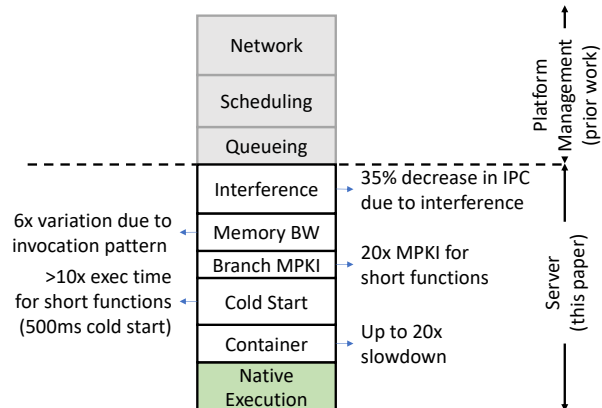 Network
Scheduling
Queueing
Platform
Management
(prior work)
Interference
35% decrease in IPC
due to interference
6x variation due to
invocation pattern
Memory BW
Branch MPKI
20x MPKI for
short functions
>10x exec time
for short functions
(500ms cold start)
Cold Start
Container
Up to 20x
slowdown
Native
Execution
Server
(this paper)